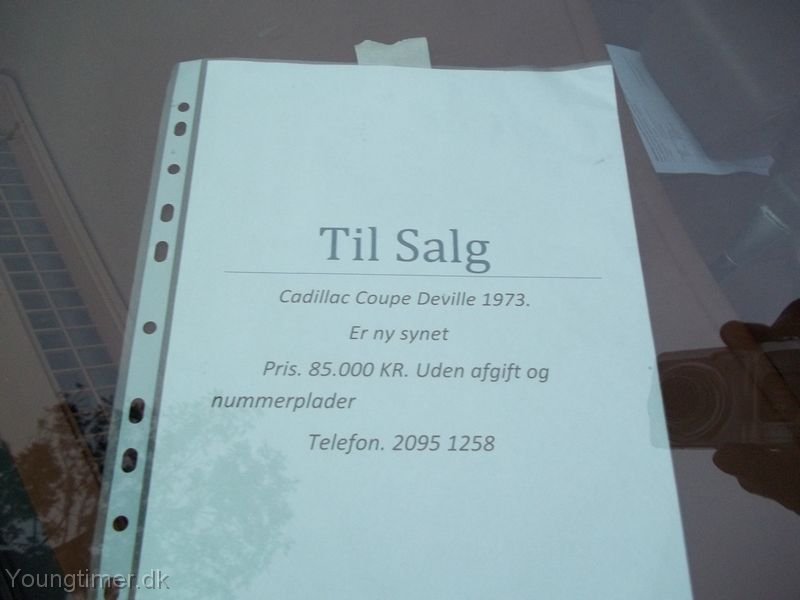 Til Salg
Cadillac Coupe Deville 1973.
Er ny synet
Pris. 85.000 KR. Uden afgift og
nummerplader
Telefon. 2095 1258
Youngtimer.dk